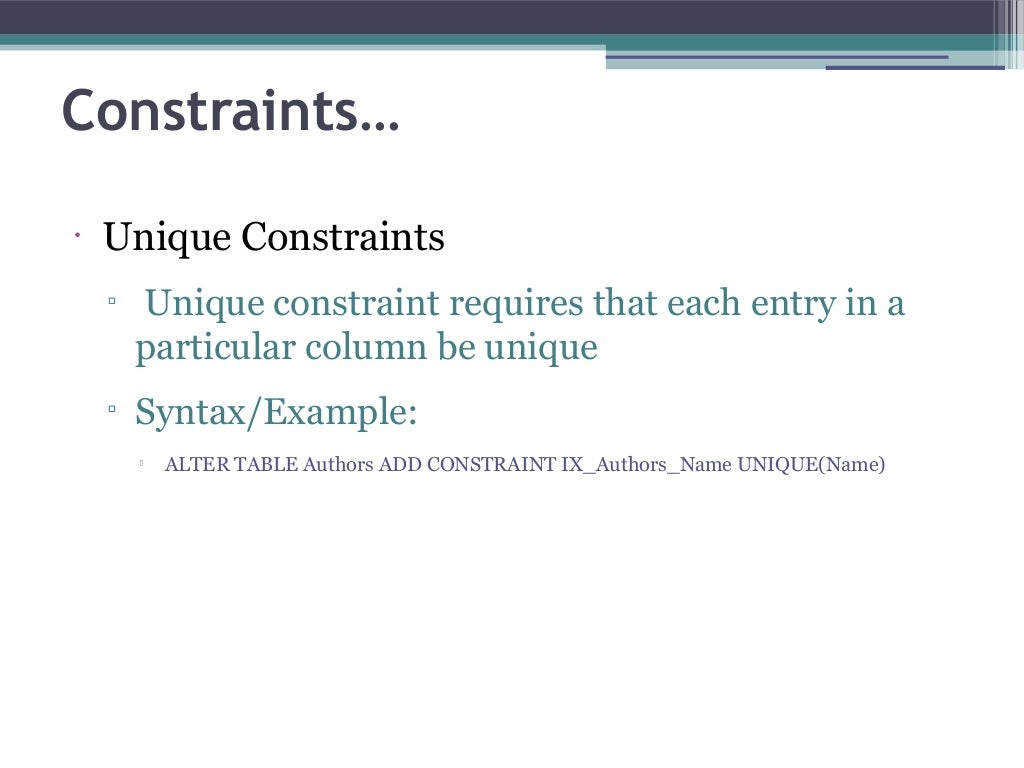 Constraints…
Unique Constraints
Unique constraint requires that each entry in a
particular column be unique
Syntax/Example:
ALTER TABLE Authors ADD CONSTRAINT IX_Authors_Name UNIQUE(Name)